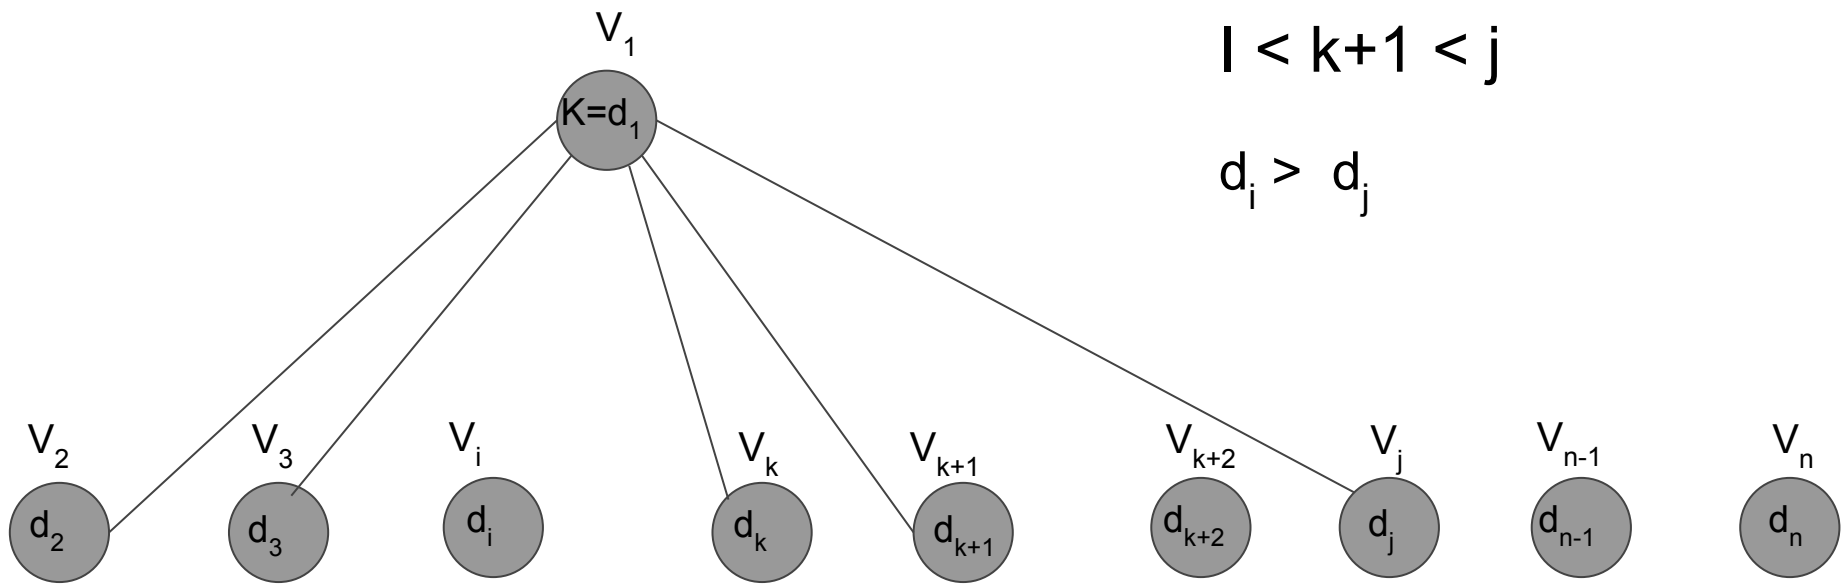 V₁
I < k+1 < j
K=d₁
dᵢ > dⱼ
V₂ V₃ Vᵢ Vₖ Vₖ₊₁ Vₖ₊₂ Vⱼ Vₙ₋₁ Vₙ
d₂ d₃ dᵢ dₖ dₖ₊₁ dₖ₊₂ dⱼ dₙ₋₁ dₙ